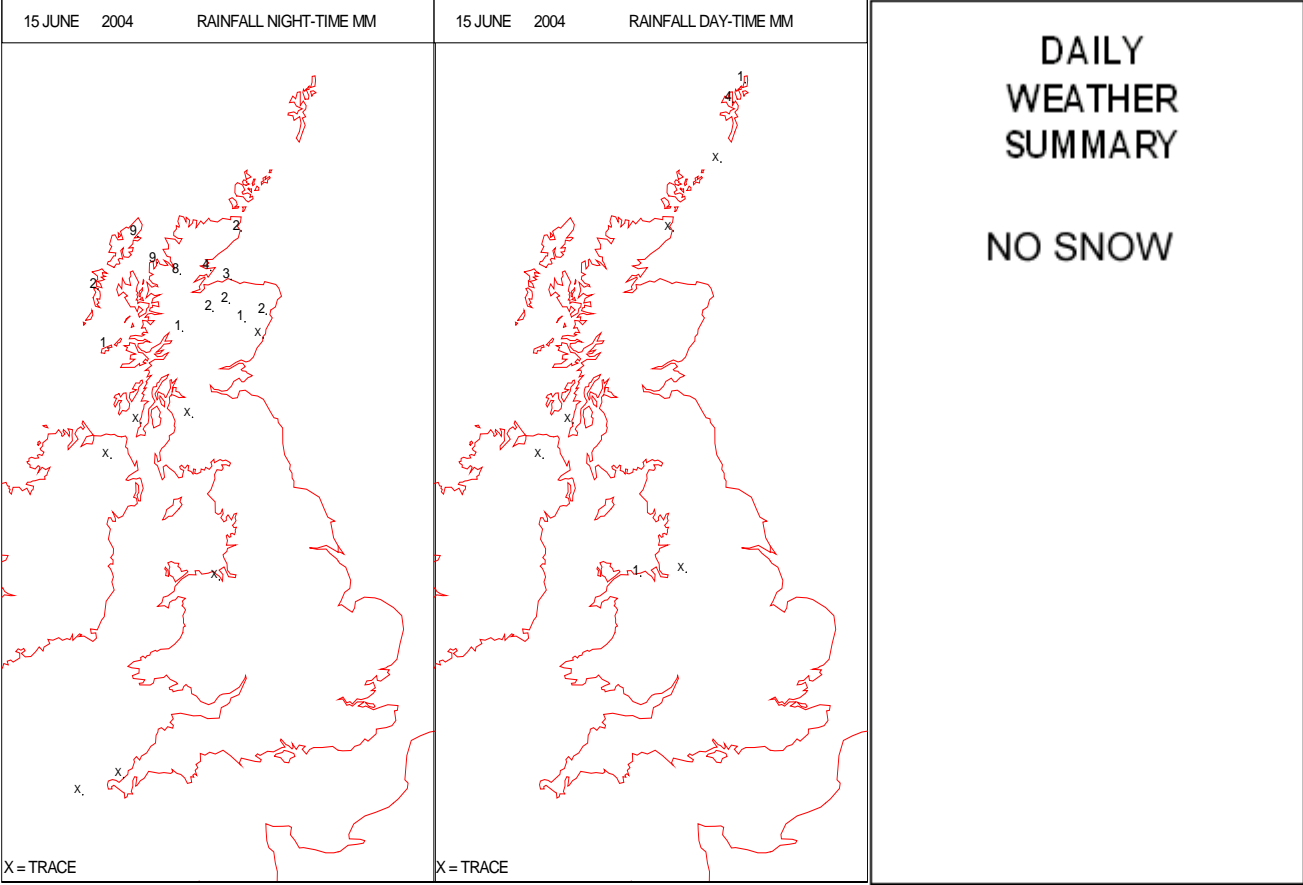 15 JUNE 2004 RAINFALL NIGHT-TIME MM
2.
9.
9.
8.
4.
3
2
2.
2.
2.
1.
1.
X.
1
X.
X.
X.
X.
X.
X.
X = TRACE
15 JUNE 2004 RAINFALL DAY-TIME MM
1.
4.
X.
X.
X.
X.
1.
X.
X = TRACE
DAILY
WEATHER
SUMMARY
NO SNOW